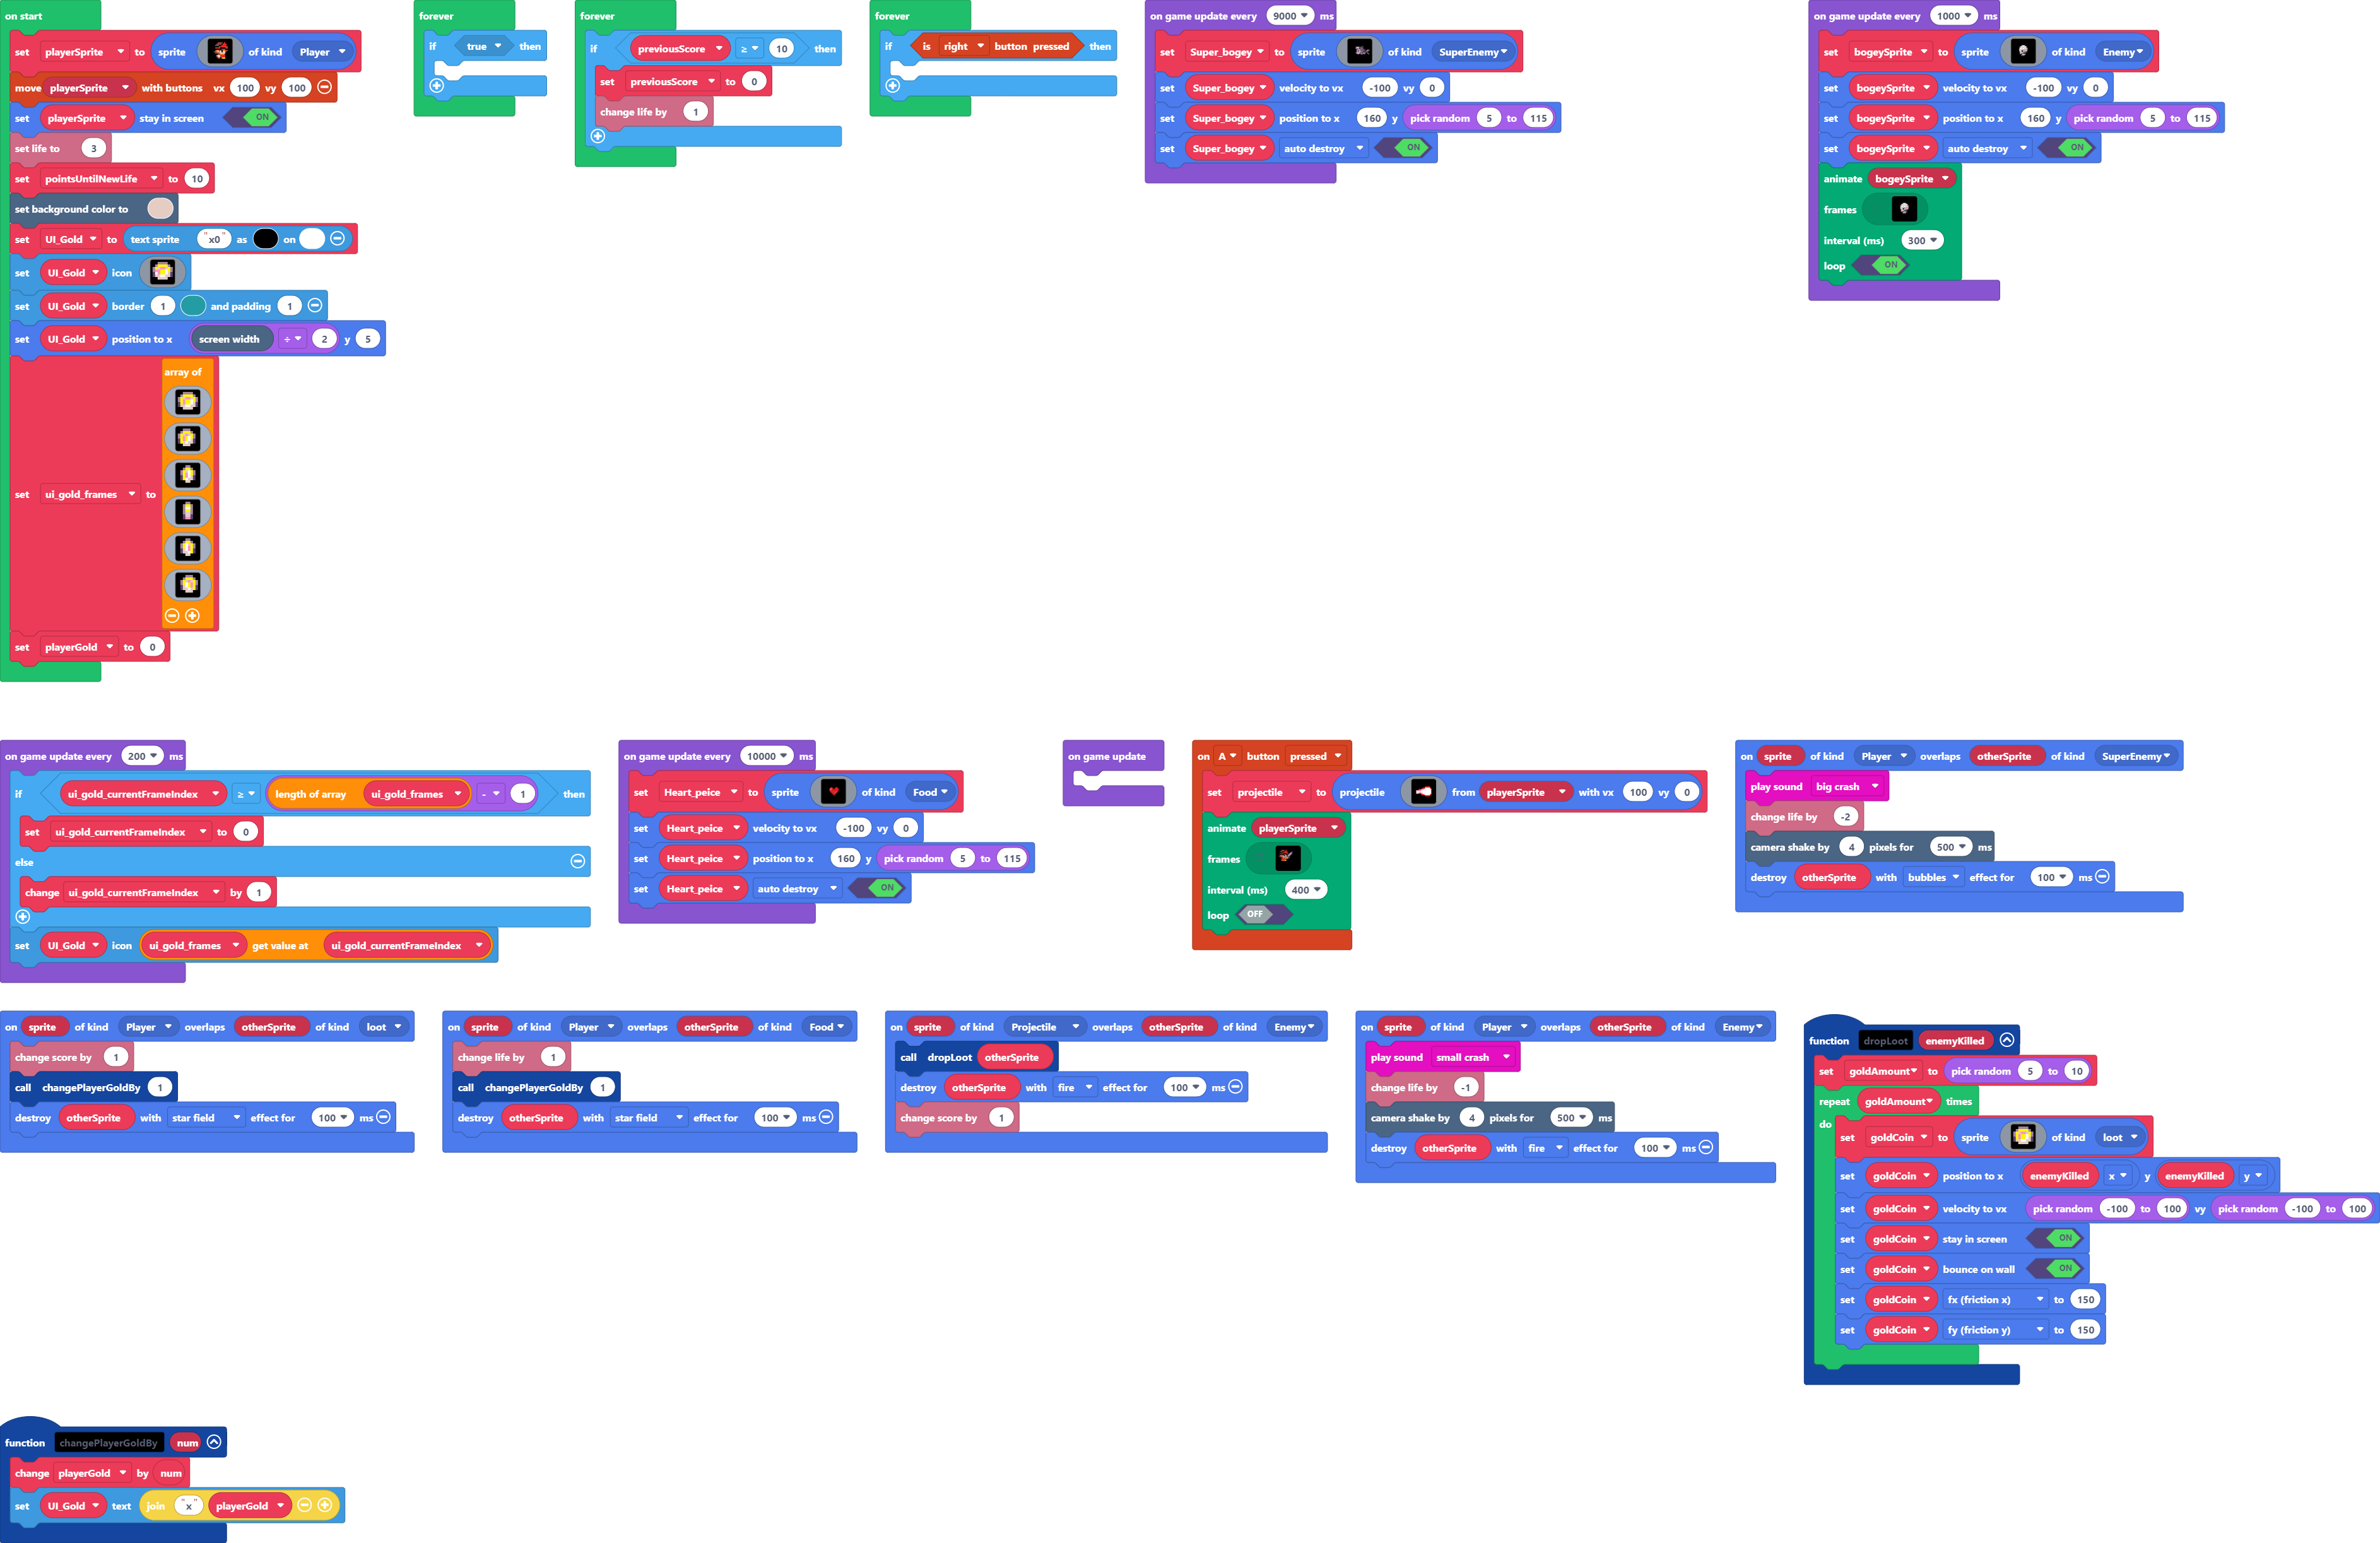 on start
set playerSprite to sprite of kind Player
move playerSprite with buttons vx 100 vy 100
set playerSprite stay in screen ON
set life to 3
set pointsUntilNewLife to 10
set background color to
set UI_Gold to text sprite "x0" as on
set UI_Gold icon
set UI_Gold border 1 and padding 1
set UI_Gold position to x screen width ÷ 2 y 5
set ui_gold_frames to array of
set playerGold to 0
forever
if true then
forever
if previousScore ≥ 10 then
set previousScore to 0
change life by 1
forever
if is right button pressed then
on game update every 9000 ms
set Super_bogey to sprite of kind SuperEnemy
set Super_bogey velocity to vx -100 vy 0
set Super_bogey position to x 160 y pick random 5 to 115
set Super_bogey auto destroy ON
on game update every 1000 ms
set bogeySprite to sprite of kind Enemy
set bogeySprite velocity to vx -100 vy 0
set bogeySprite position to x 160 y pick random 5 to 115
set bogeySprite auto destroy ON
animate bogeySprite
frames
interval (ms) 300
loop ON
on game update every 200 ms
if ui_gold_currentFrameIndex ≥ length of array ui_gold_frames - 1 then
set ui_gold_currentFrameIndex to 0
else
change ui_gold_currentFrameIndex by 1
set UI_Gold icon ui_gold_frames get value at ui_gold_currentFrameIndex
on game update every 10000 ms
set Heart_peice to sprite of kind Food
set Heart_peice velocity to vx -100 vy 0
set Heart_peice position to x 160 y pick random 5 to 115
set Heart_peice auto destroy ON
on game update
on A button pressed
set projectile to projectile from playerSprite with vx 100 vy 0
animate playerSprite
frames
interval (ms) 400
loop OFF
on sprite of kind Player overlaps otherSprite of kind SuperEnemy
play sound big crash
change life by -2
camera shake by 4 pixels for 500 ms
destroy otherSprite with bubbles effect for 100 ms
on sprite of kind Player overlaps otherSprite of kind loot
change score by 1
call changePlayerGoldBy 1
destroy otherSprite with star field effect for 100 ms
on sprite of kind Player overlaps otherSprite of kind Food
change life by 1
call changePlayerGoldBy 1
destroy otherSprite with star field effect for 100 ms
on sprite of kind Projectile overlaps otherSprite of kind Enemy
call dropLoot otherSprite
destroy otherSprite with fire effect for 100 ms
change score by 1
on sprite of kind Player overlaps otherSprite of kind Enemy
play sound small crash
change life by -1
camera shake by 4 pixels for 500 ms
destroy otherSprite with fire effect for 100 ms
function dropLoot enemyKilled
set goldAmount to pick random 5 to 10
repeat goldAmount times
do
set goldCoin to sprite of kind loot
set goldCoin position to x enemyKilled x y enemyKilled y
set goldCoin velocity to vx pick random -100 to 100 vy pick random -100 to 100
set goldCoin stay in screen ON
set goldCoin bounce on wall ON
set goldCoin fx (friction x) to 150
set goldCoin fy (friction y) to 150
function changePlayerGoldBy num
change playerGold by num
set UI_Gold text join "x" playerGold